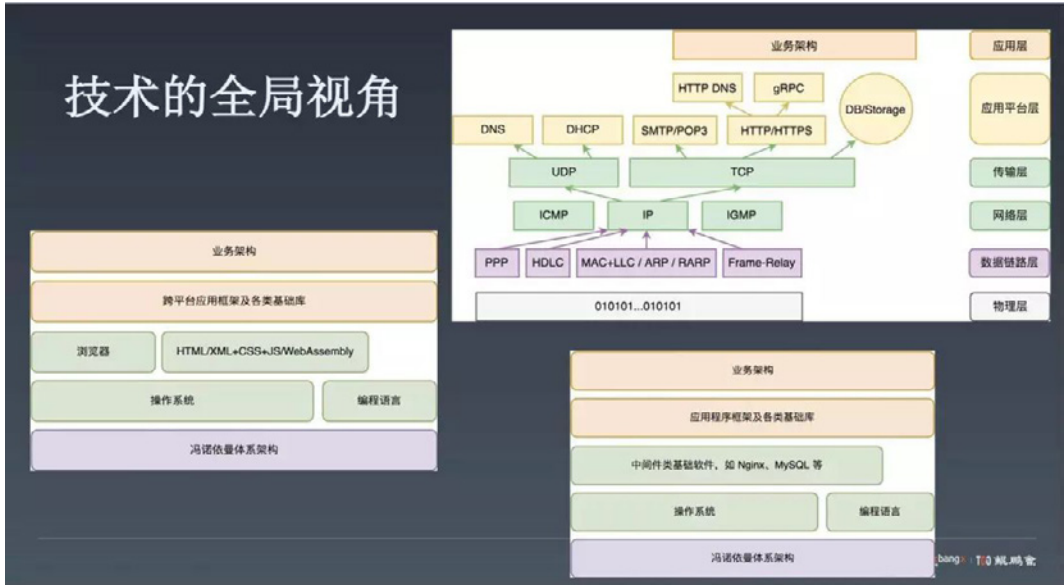 技术的全局视角
业务架构
应用层
HTTP DNS
gRPC
DB/Storage
应用平台层
DNS
DHCP
SMTP/POP3
HTTP/HTTPS
UDP
TCP
传输层
ICMP
IP
IGMP
网络层
PPP
HDLC
MAC+LLC / ARP / RARP
Frame-Relay
数据链路层
010101...010101
物理层
业务架构
跨平台应用框架及各类基础库
浏览器
HTML/XML+CSS+JS/WebAssembly
操作系统
编程语言
冯诺依曼体系架构
业务架构
应用程序框架及各类基础库
中间件类基础软件，如 Nginx、MySQL 等
操作系统
编程语言
冯诺依曼体系架构